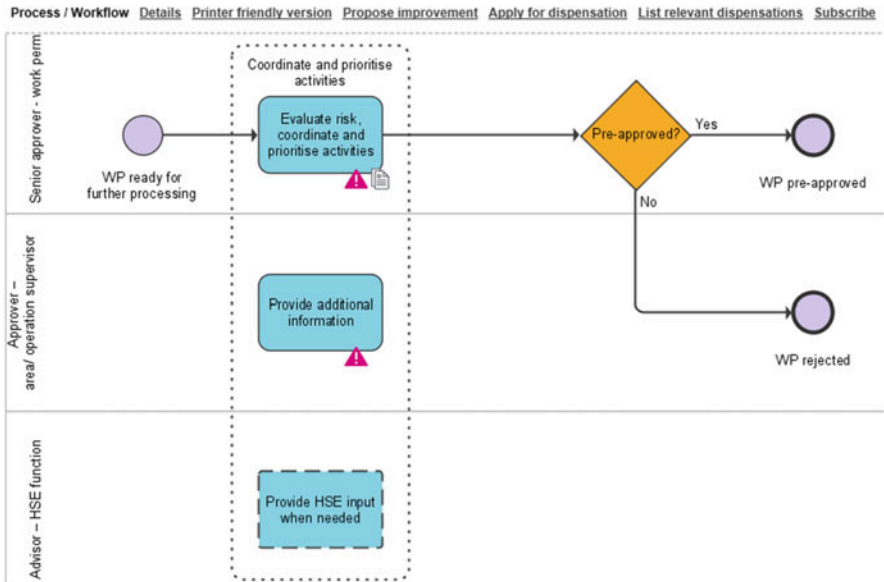 Process / Workflow Details Printer friendly version Propose improvement Apply for dispensation List relevant dispensations Subscribe
Senior approver - work perm
Coordinate and prioritise
activities
Evaluate risk,
coordinate and
prioritise activities
WP ready for
further processing
Pre-approved?
Yes
No
WP pre-approved
Approver –
area/ operation supervisor
Provide additional
information
WP rejected
Advisor – HSE function
Provide HSE input
when needed